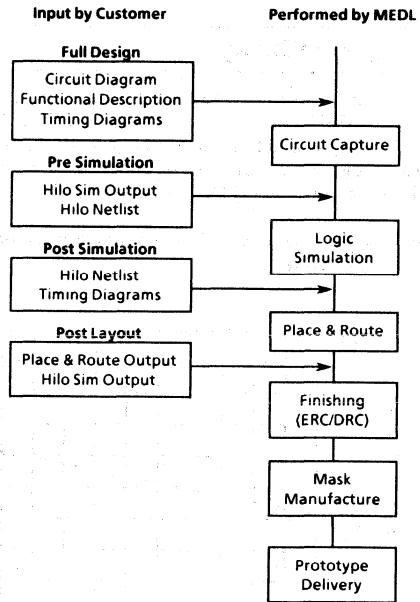 Input by Customer
Performed by MEDL
Full Design
Circuit Diagram
Functional Description
Timing Diagrams
Circuit Capture
Pre Simulation
Hilo Sim Output
Hilo Netlist
Logic
Simulation
Post Simulation
Hilo Netlist
Timing Diagrams
Place & Route
Post Layout
Place & Route Output
Hilo Sim Output
Finishing
(ERC/DRC)
Mask
Manufacture
Prototype
Delivery